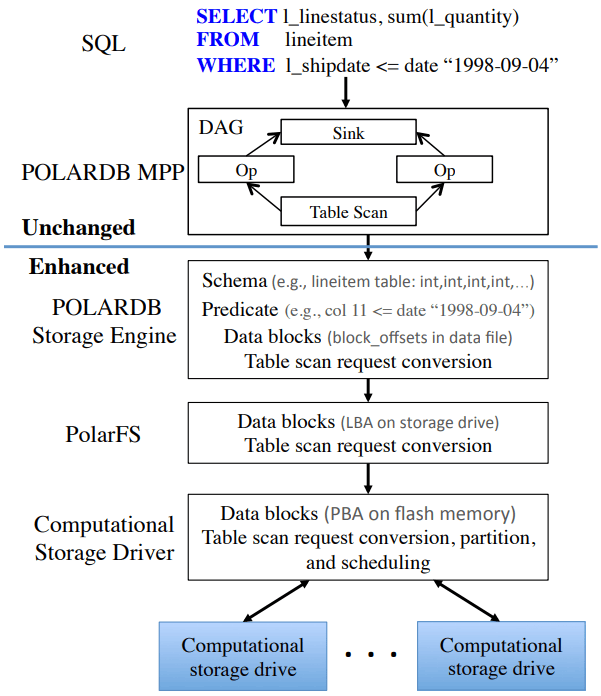 SQL
SELECT l_linestatus, sum(l_quantity)
FROM lineitem
WHERE l_shipdate <= date “1998-09-04”
POLARDB MPP
DAG
Sink
Op
Op
Table Scan
Unchanged
Enhanced
POLARDB
Storage Engine
Schema (e.g., lineitem table: int,int,int,int,…)
Predicate (e.g., col 11 <= date “1998-09-04”)
Data blocks (block_offsets in data file)
Table scan request conversion
PolarFS
Data blocks (LBA on storage drive)
Table scan request conversion
Computational
Storage Driver
Data blocks (PBA on flash memory)
Table scan request conversion, partition,
and scheduling
Computational
storage drive
. . .
Computational
storage drive